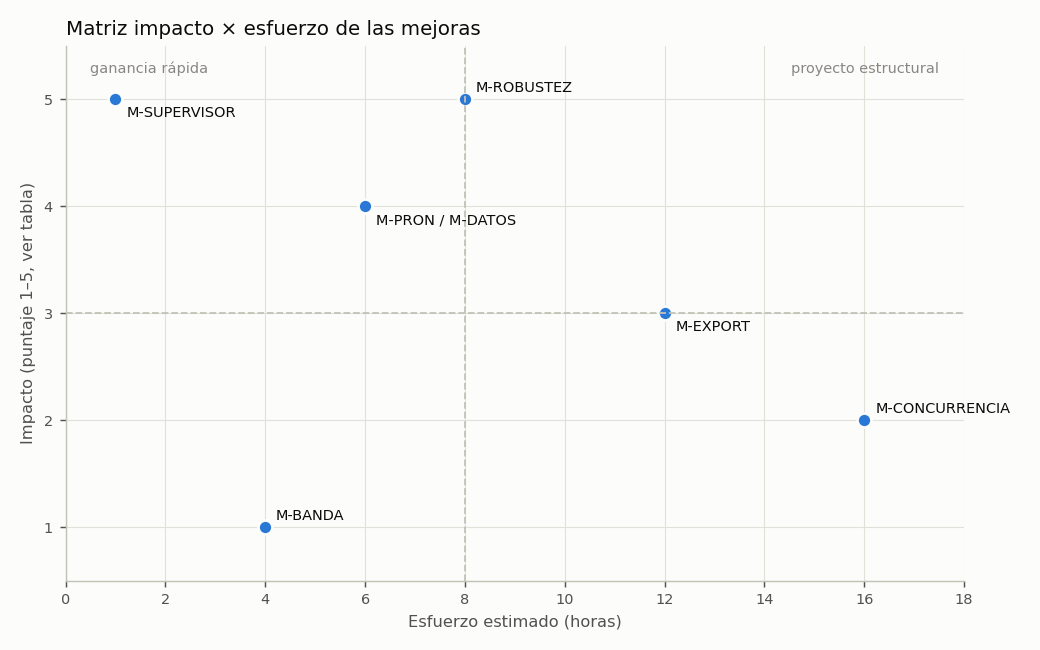 Matriz impacto × esfuerzo de las mejoras
ganancia rápida
proyecto estructural
M-ROBUSTEZ
M-SUPERVISOR
M-PRON / M-DATOS
M-EXPORT
M-CONCURRENCIA
M-BANDA
Impacto (puntaje 1–5, ver tabla)
5
4
3
2
1
0 2 4 6 8 10 12 14 16 18
Esfuerzo estimado (horas)